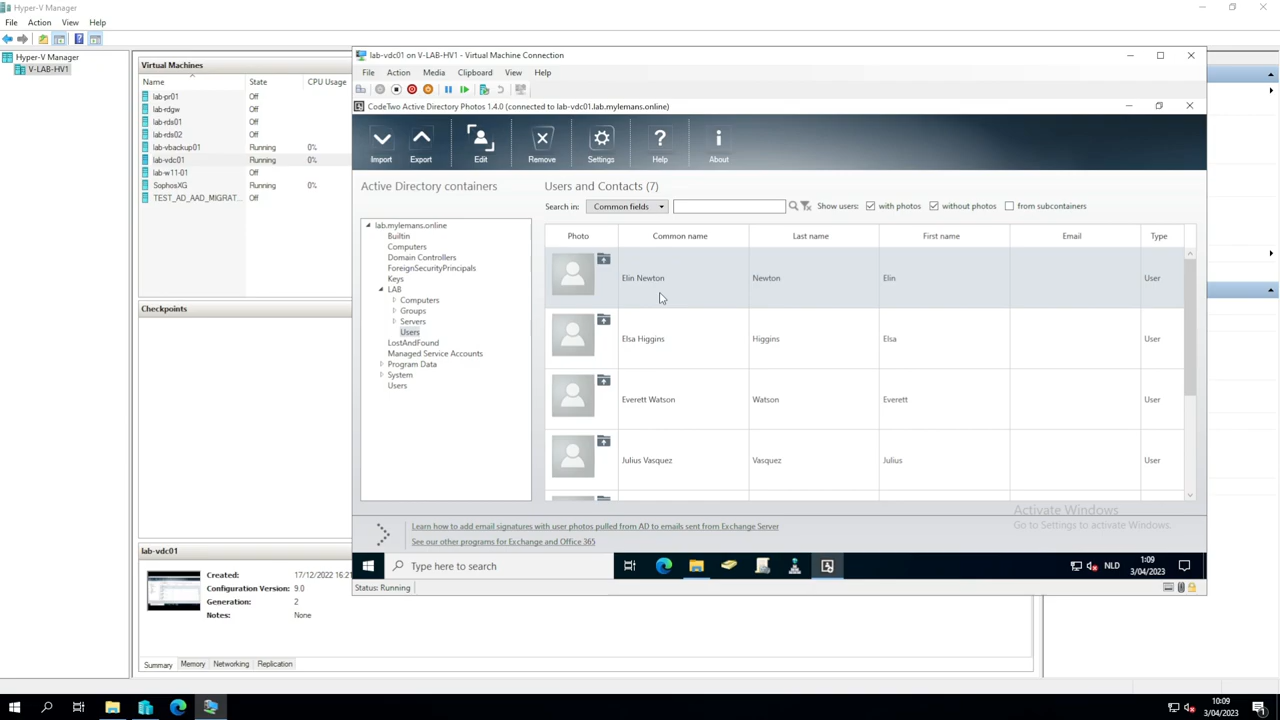 Hyper-V Manager
File Action View Help
Hyper-V Manager
V-LAB-HV1
Virtual Machines
Name State CPU Usage
lab-pr01 Off
lab-rdgw Off
lab-rds01 Off
lab-rds02 Off
lab-vbackup01 Running 0%
lab-vdc01 Running 0%
lab-w11-01 Off
SophosXG Running 0%
TEST_AD_AAD_MIGRAT... Off
Checkpoints
lab-vdc01
Created: 17/12/2022 16:21
Configuration Version: 9.0
Generation: 2
Notes: None
Summary Memory Networking Replication
lab-vdc01 on V-LAB-HV1 - Virtual Machine Connection
File Action Media Clipboard View Help
CodeTwo Active Directory Photos 1.4.0 (connected to lab-vdc01.lab.mylemans.online)
Import Export Edit Remove Settings Help About
Active Directory containers
lab.mylemans.online
Builtin
Computers
Domain Controllers
ForeignSecurityPrincipals
Keys
LAB
Computers
Groups
Servers
Users
LostAndFound
Managed Service Accounts
Program Data
System
Users
Users and Contacts (7)
Search in: Common fields Show users: with photos without photos from subcontainers
Photo Common name Last name First name Email Type
Elin Newton Newton Elin User
Elsa Higgins Higgins Elsa User
Everett Watson Watson Everett User
Julius Vasquez Vasquez Julius User
Activate Windows
Go to Settings to activate Windows.
Learn how to add email signatures with user photos pulled from AD to emails sent from Exchange Server
See our other programs for Exchange and Office 365
Type here to search
NLD
1:09
3/04/2023
Status: Running
10:09
3/04/2023
1